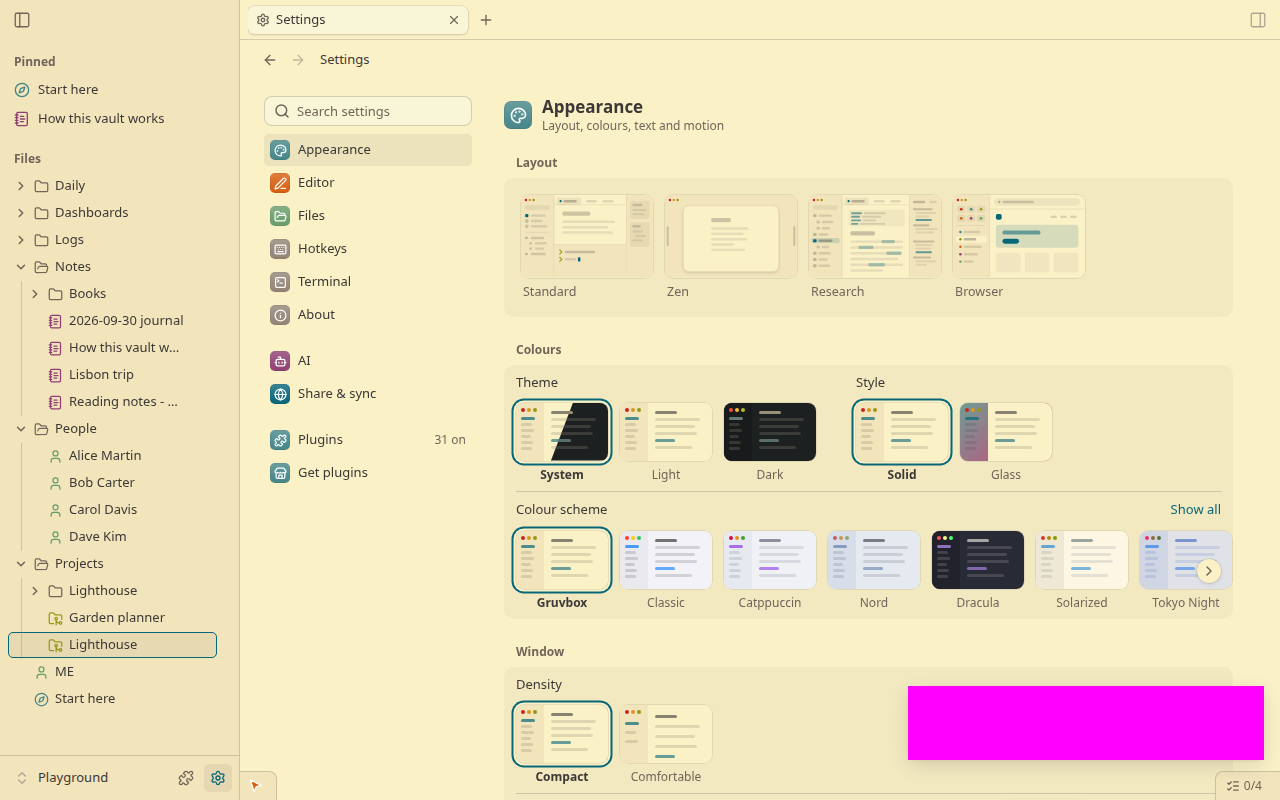 Settings
Pinned
Start here
How this vault works
Files
Daily
Dashboards
Logs
Notes
Books
2026-09-30 journal
How this vault w...
Lisbon trip
Reading notes - ...
People
Alice Martin
Bob Carter
Carol Davis
Dave Kim
Projects
Lighthouse
Garden planner
Lighthouse
ME
Start here
Playground
Settings
Search settings
Appearance
Editor
Files
Hotkeys
Terminal
About
AI
Share & sync
Plugins 31 on
Get plugins
Appearance
Layout, colours, text and motion
Layout
Standard Zen Research Browser
Colours
Theme Style
System Light Dark Solid Glass
Colour scheme Show all
Gruvbox Classic Catppuccin Nord Dracula Solarized Tokyo Night
Window
Density
Compact Comfortable
0/4